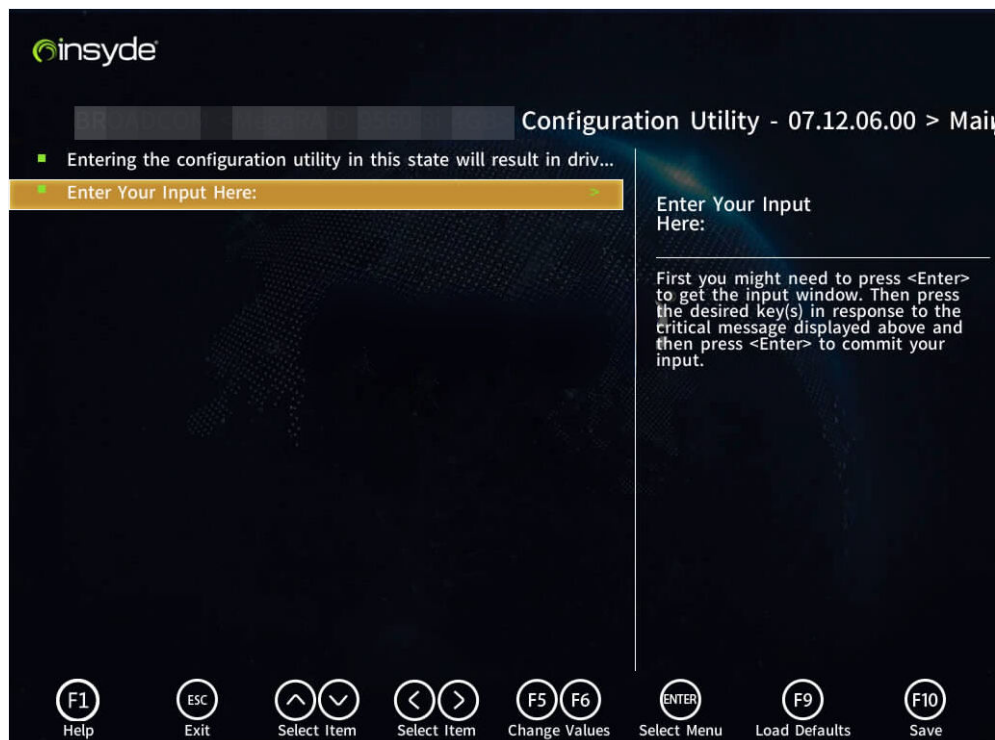 insyde
Configuration Utility - 07.12.06.00 > Main
Entering the configuration utility in this state will result in driv...
Enter Your Input Here: >
Enter Your Input
Here:
First you might need to press <Enter>
to get the input window. Then press
the desired key(s) in response to the
critical message displayed above and
then press <Enter> to commit your
input.
F1 ESC F5 F6 ENTER F9 F10
Help Exit Select Item Select Item Change Values Select Menu Load Defaults Save